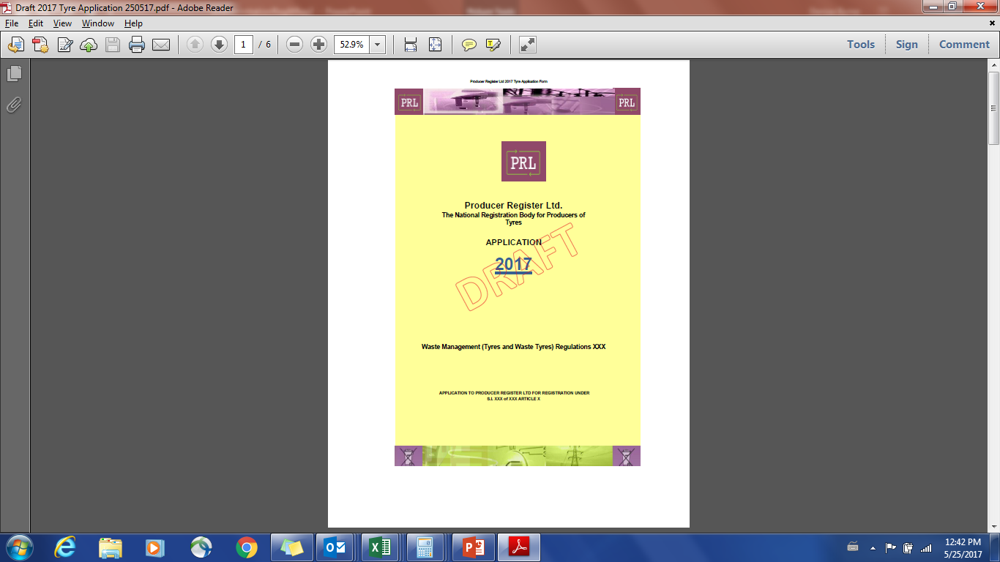 Draft 2017 Tyre Application 250517.pdf - Adobe Reader
File Edit View Window Help
1 / 6 52.9% Tools Sign Comment
Producer Register Ltd 2017 Tyre Application Form
PRL PRL
PRL
Producer Register Ltd.
The National Registration Body for Producers of
Tyres
APPLICATION
2017
DRAFT
Waste Management (Tyres and Waste Tyres) Regulations XXX
APPLICATION TO PRODUCER REGISTER LTD FOR REGISTRATION UNDER
S.I. XXX of XXX ARTICLE X
12:42 PM
5/25/2017